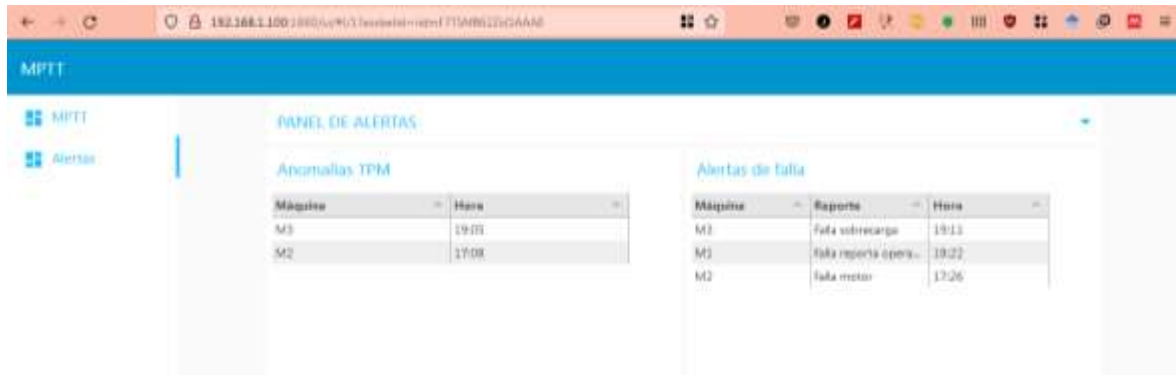 192.168.1.100
MPTT
MPTT
Alertas
PANEL DE ALERTAS
Anomalías TPM
Máquina Hora
M3 19:05
M2 17:08
Alertas de falla
Máquina Reporte Hora
M3 Falla sobrecarga 19:11
M1 Falla reporta opera...
M2 Falla motor 17:26